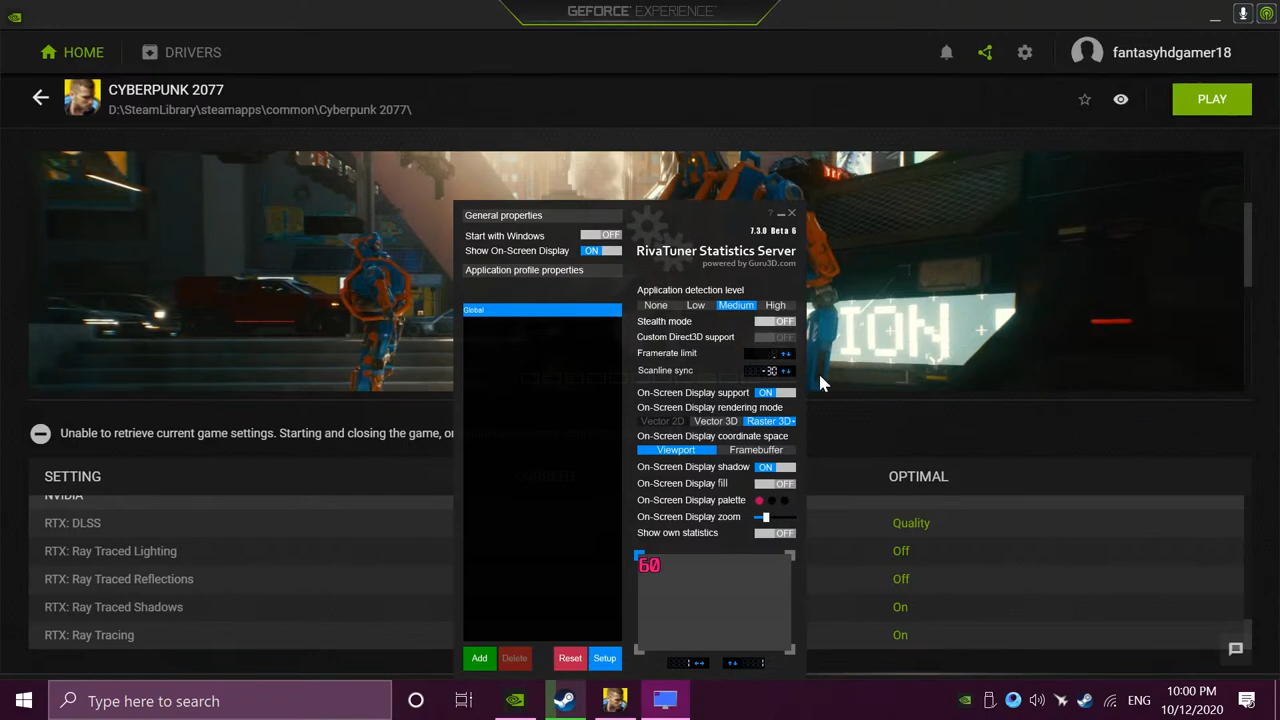 GEFORCE EXPERIENCE
HOME
DRIVERS
fantasyhdgamer18
CYBERPUNK 2077
D:\SteamLibrary\steamapps\common\Cyberpunk 2077\
PLAY
ION
Unable to retrieve current game settings. Starting and closing the game, or
SETTING
OPTIMAL
NVIDIA
RTX: DLSS
Quality
RTX: Ray Traced Lighting
Off
RTX: Ray Traced Reflections
Off
RTX: Ray Traced Shadows
On
RTX: Ray Tracing
On
General properties
Start with Windows
OFF
Show On-Screen Display
ON
Application profile properties
Global
Add
Delete
Reset
Setup
? 
7.3.0 Beta 6
RivaTuner Statistics Server
powered by Guru3D.com
Application detection level
None Low Medium High
Stealth mode
OFF
Custom Direct3D support
OFF
Framerate limit
Scanline sync
-30
On-Screen Display support
ON
On-Screen Display rendering mode
Vector 2D Vector 3D Raster 3D
On-Screen Display coordinate space
Viewport Framebuffer
On-Screen Display shadow
ON
On-Screen Display fill
OFF
On-Screen Display palette
On-Screen Display zoom
Show own statistics
OFF
60
1
1
Type here to search
ENG
10:00 PM
10/12/2020